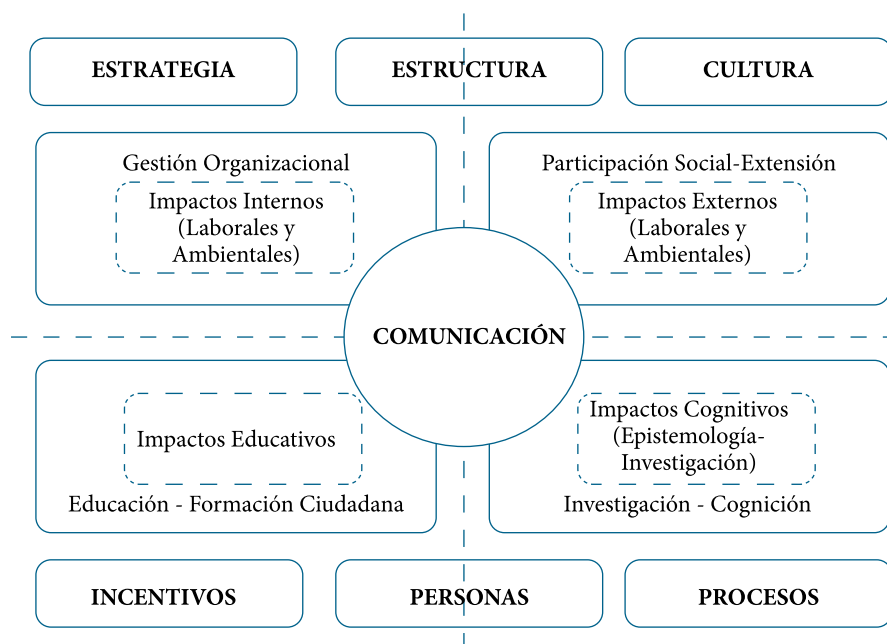 ESTRATEGIA
ESTRUCTURA
CULTURA
Gestión Organizacional
Impactos Internos
(Laborales y
Ambientales)
Participación Social-Extensión
Impactos Externos
(Laborales y
Ambientales)
COMUNICACIÓN
Impactos Educativos
Educación - Formación Ciudadana
Impactos Cognitivos
(Epistemología-
Investigación)
Investigación - Cognición
INCENTIVOS
PERSONAS
PROCESOS